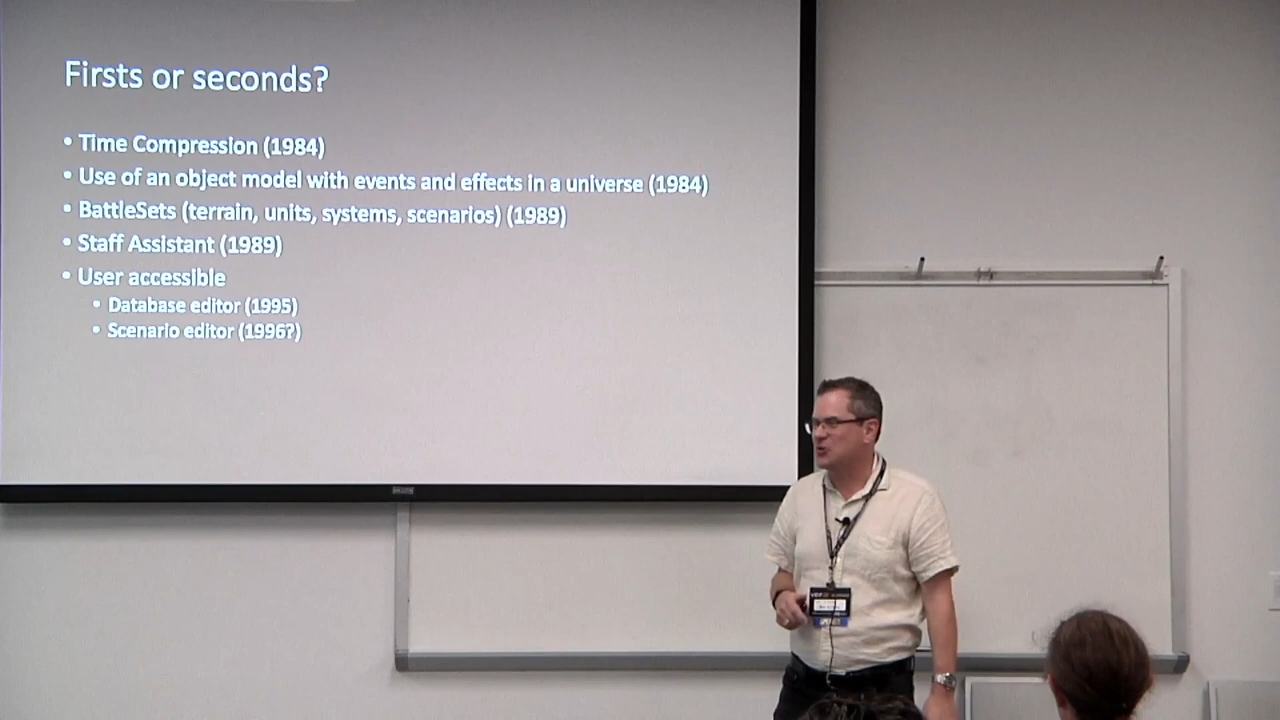 Firsts or seconds?
• Time Compression (1984)
• Use of an object model with events and effects in a universe (1984)
• BattleSets (terrain, units, systems, scenarios) (1989)
• Staff Assistant (1989)
• User accessible
• Database editor (1995)
• Scenario editor (1996?)